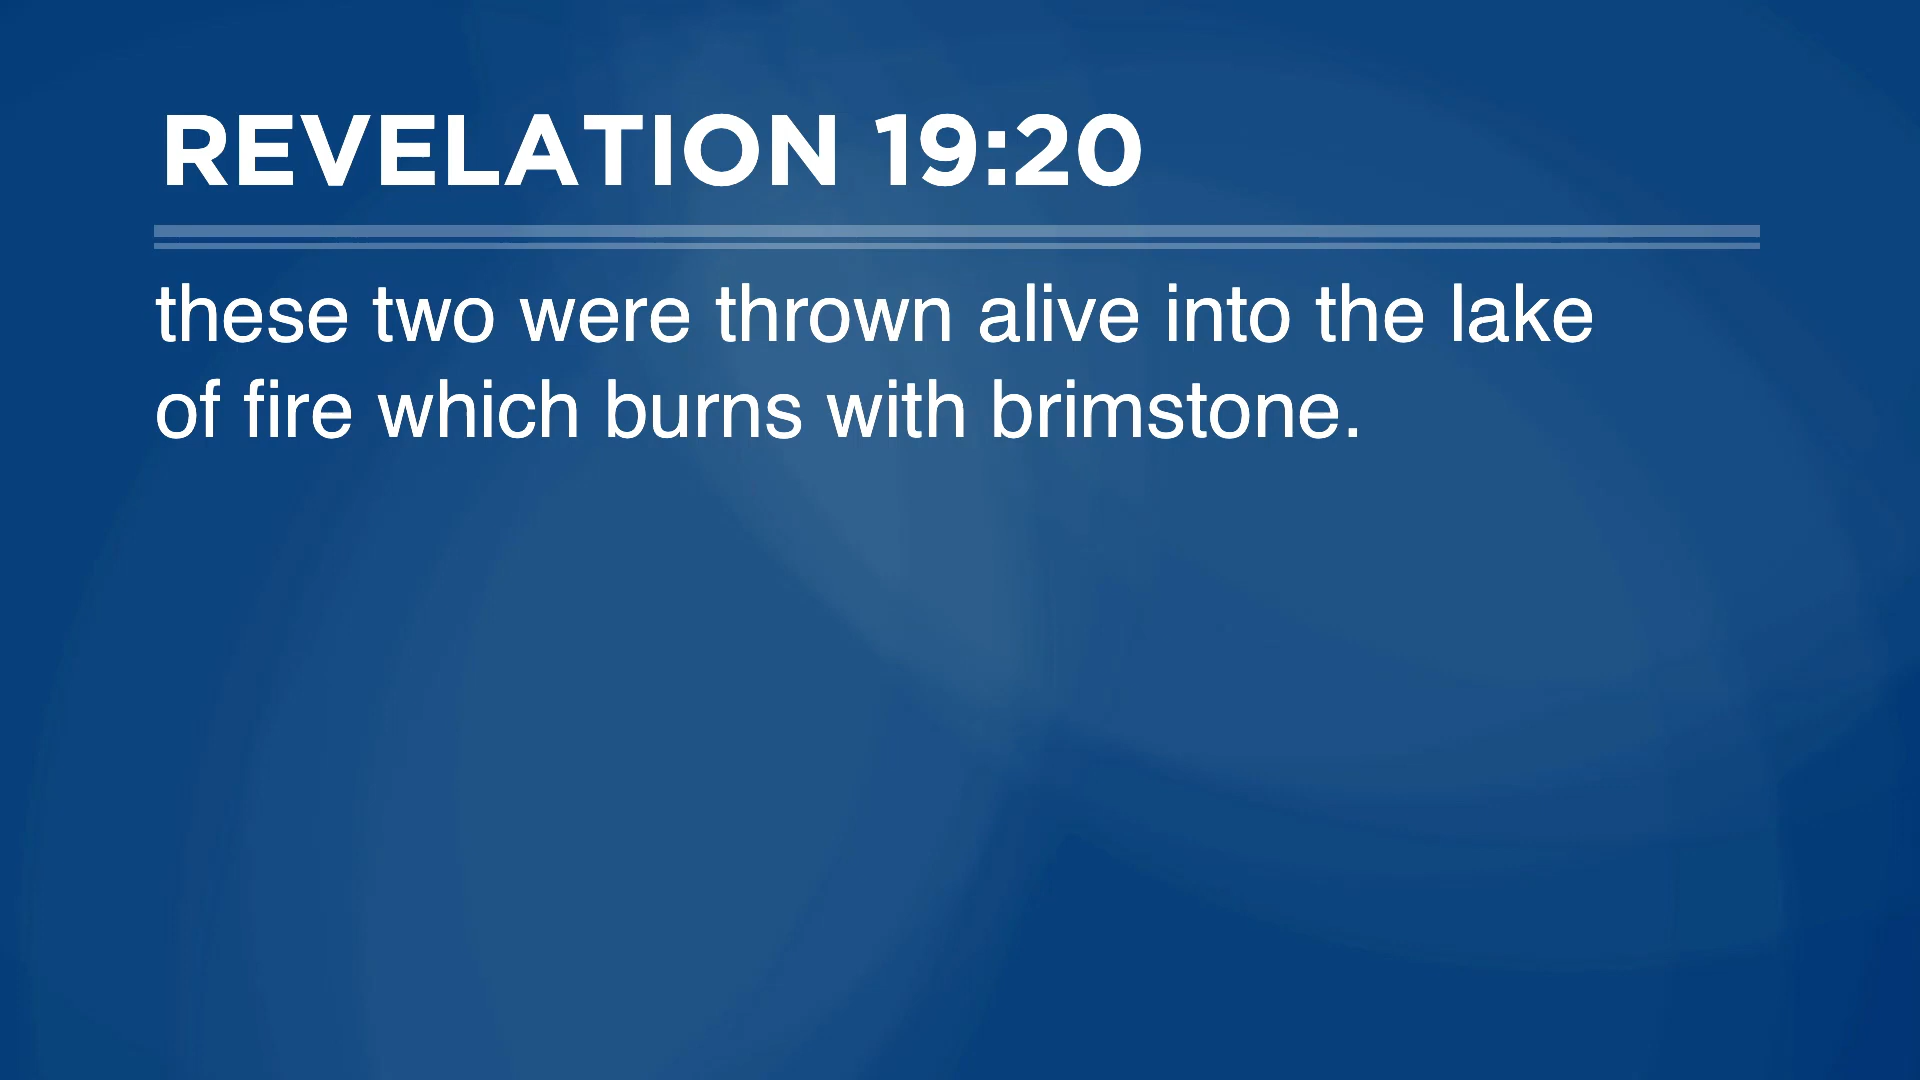 REVELATION 19:20
these two were thrown alive into the lake
of fire which burns with brimstone.